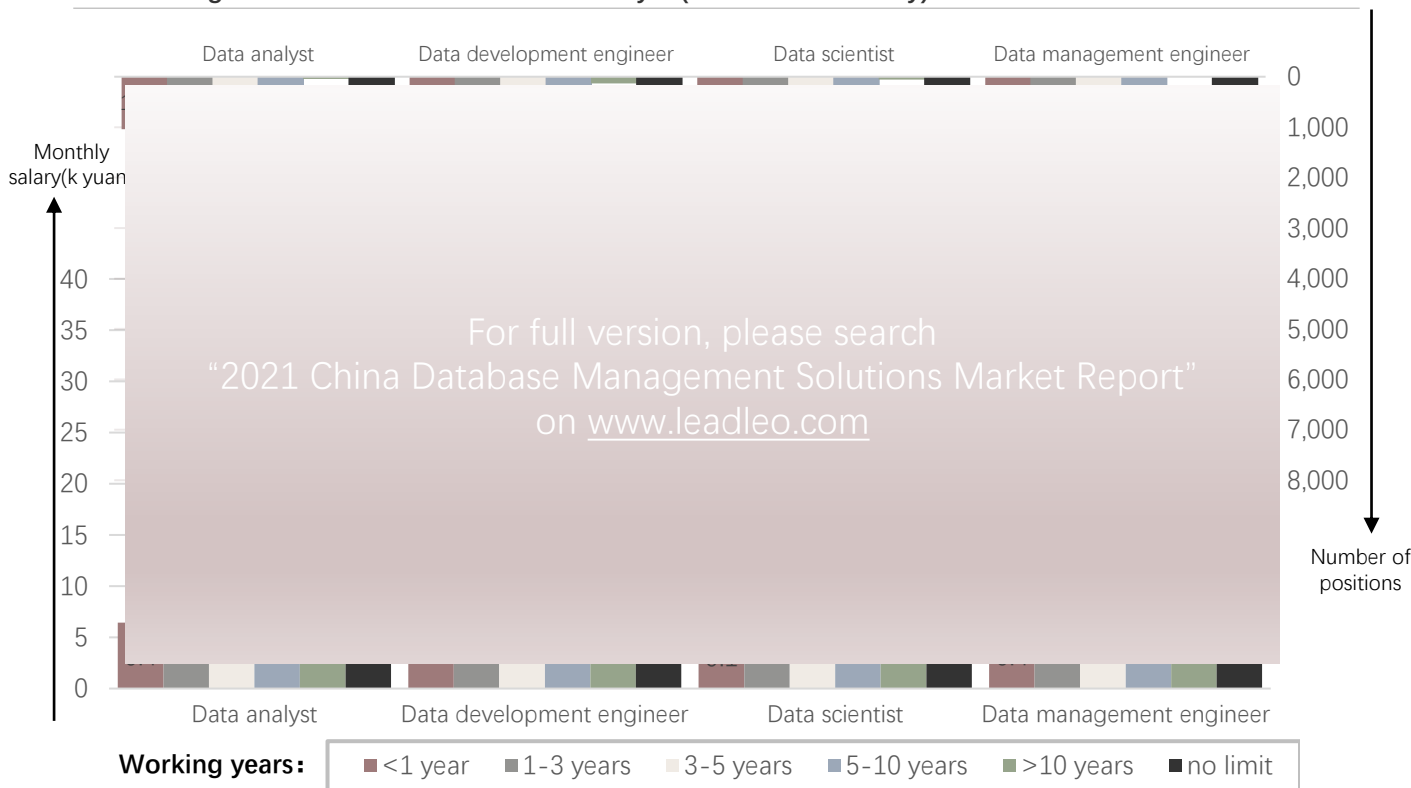 Data analyst Data development engineer Data scientist Data management engineer
0
1,000
Monthly
salary(k yuan
2,000
3,000
40
4,000
35
5,000
For full version, please search
30
6,000
“2021 China Database Management Solutions Market Report”
on www.leadleo.com
25
7,000
20
8,000
15
Number of
positions
10
5
0
Data analyst Data development engineer Data scientist Data management engineer
Working years: <1 year 1-3 years 3-5 years 5-10 years >10 years no limit